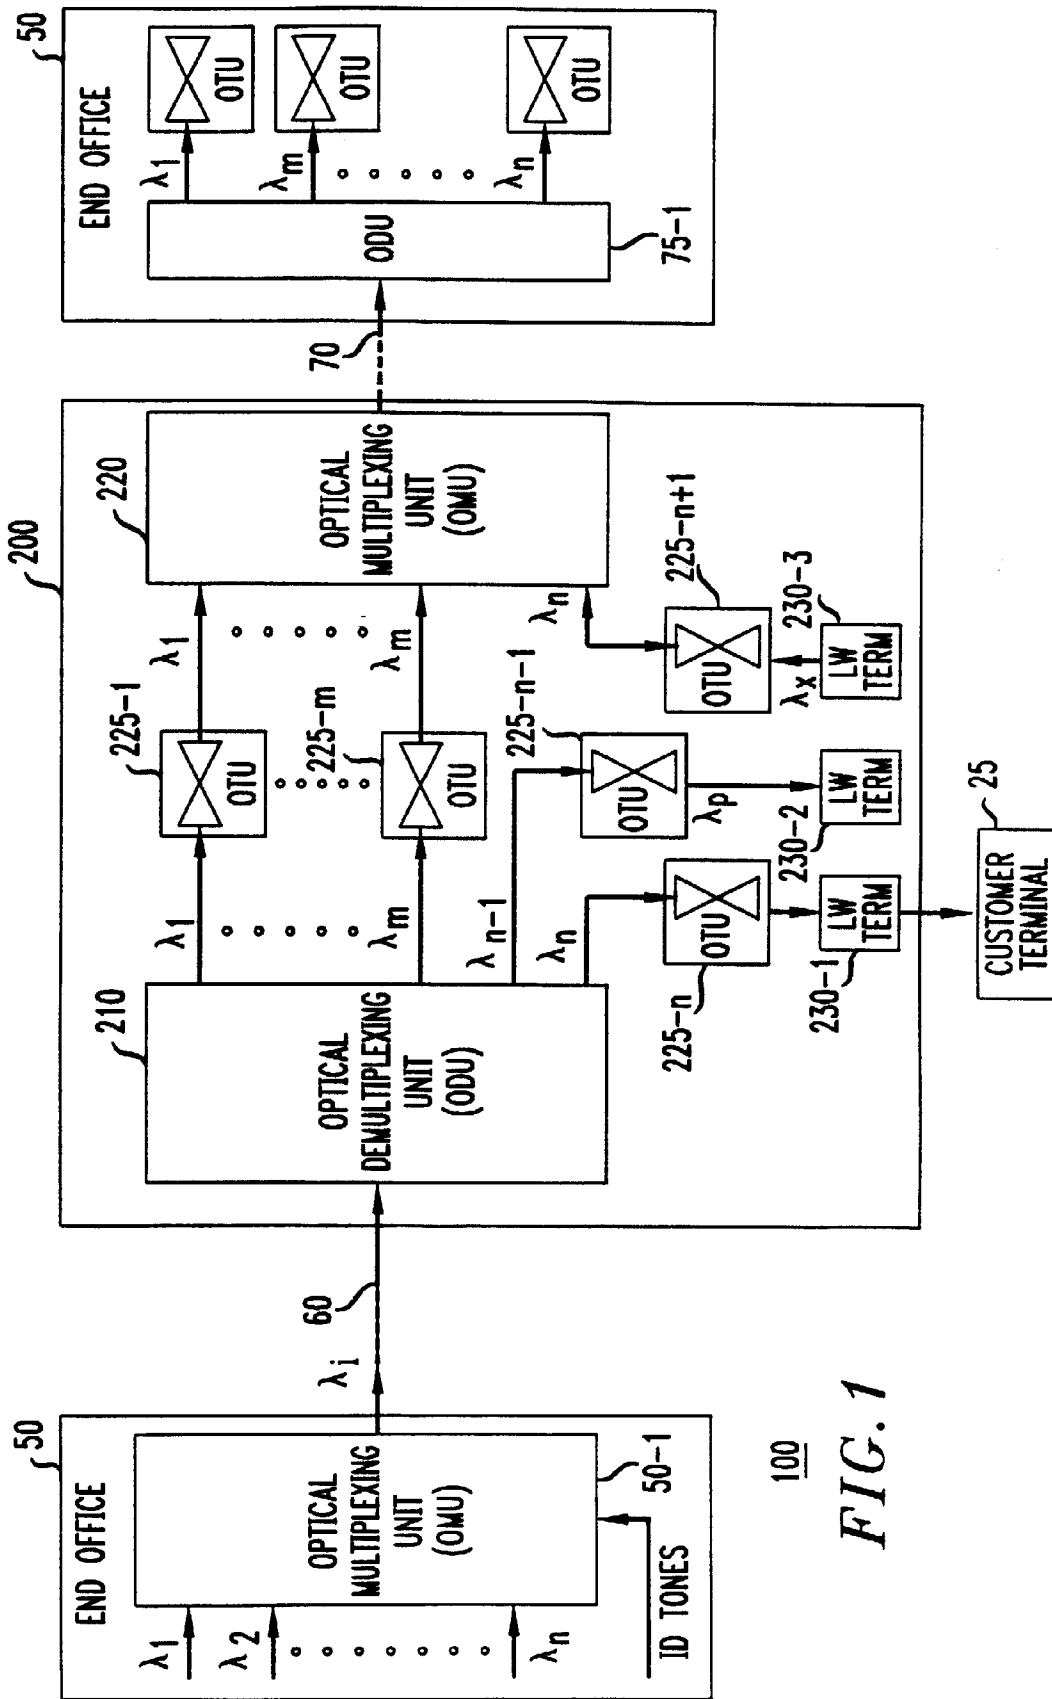 50
END OFFICE
λ1
λ2
λn
OPTICAL
MULTIPLEXING
UNIT
(OMU)
50-1
ID TONES
λi
60
200
210
OPTICAL
DEMULTIPLEXING
UNIT
(ODU)
λ1
λm
λn-1
λn
225-1
OTU
225-m
OTU
225-n-1
OTU
λp
225-n
OTU
230-1
LW
TERM
230-2
LW
TERM
25
CUSTOMER
TERMINAL
λ1
λm
λn
220
OPTICAL
MULTIPLEXING
UNIT
(OMU)
225-n+1
OTU
λx
230-3
LW
TERM
70
50
END OFFICE
ODU
75-1
λ1
OTU
λm
OTU
λn
OTU
100
FIG. 1